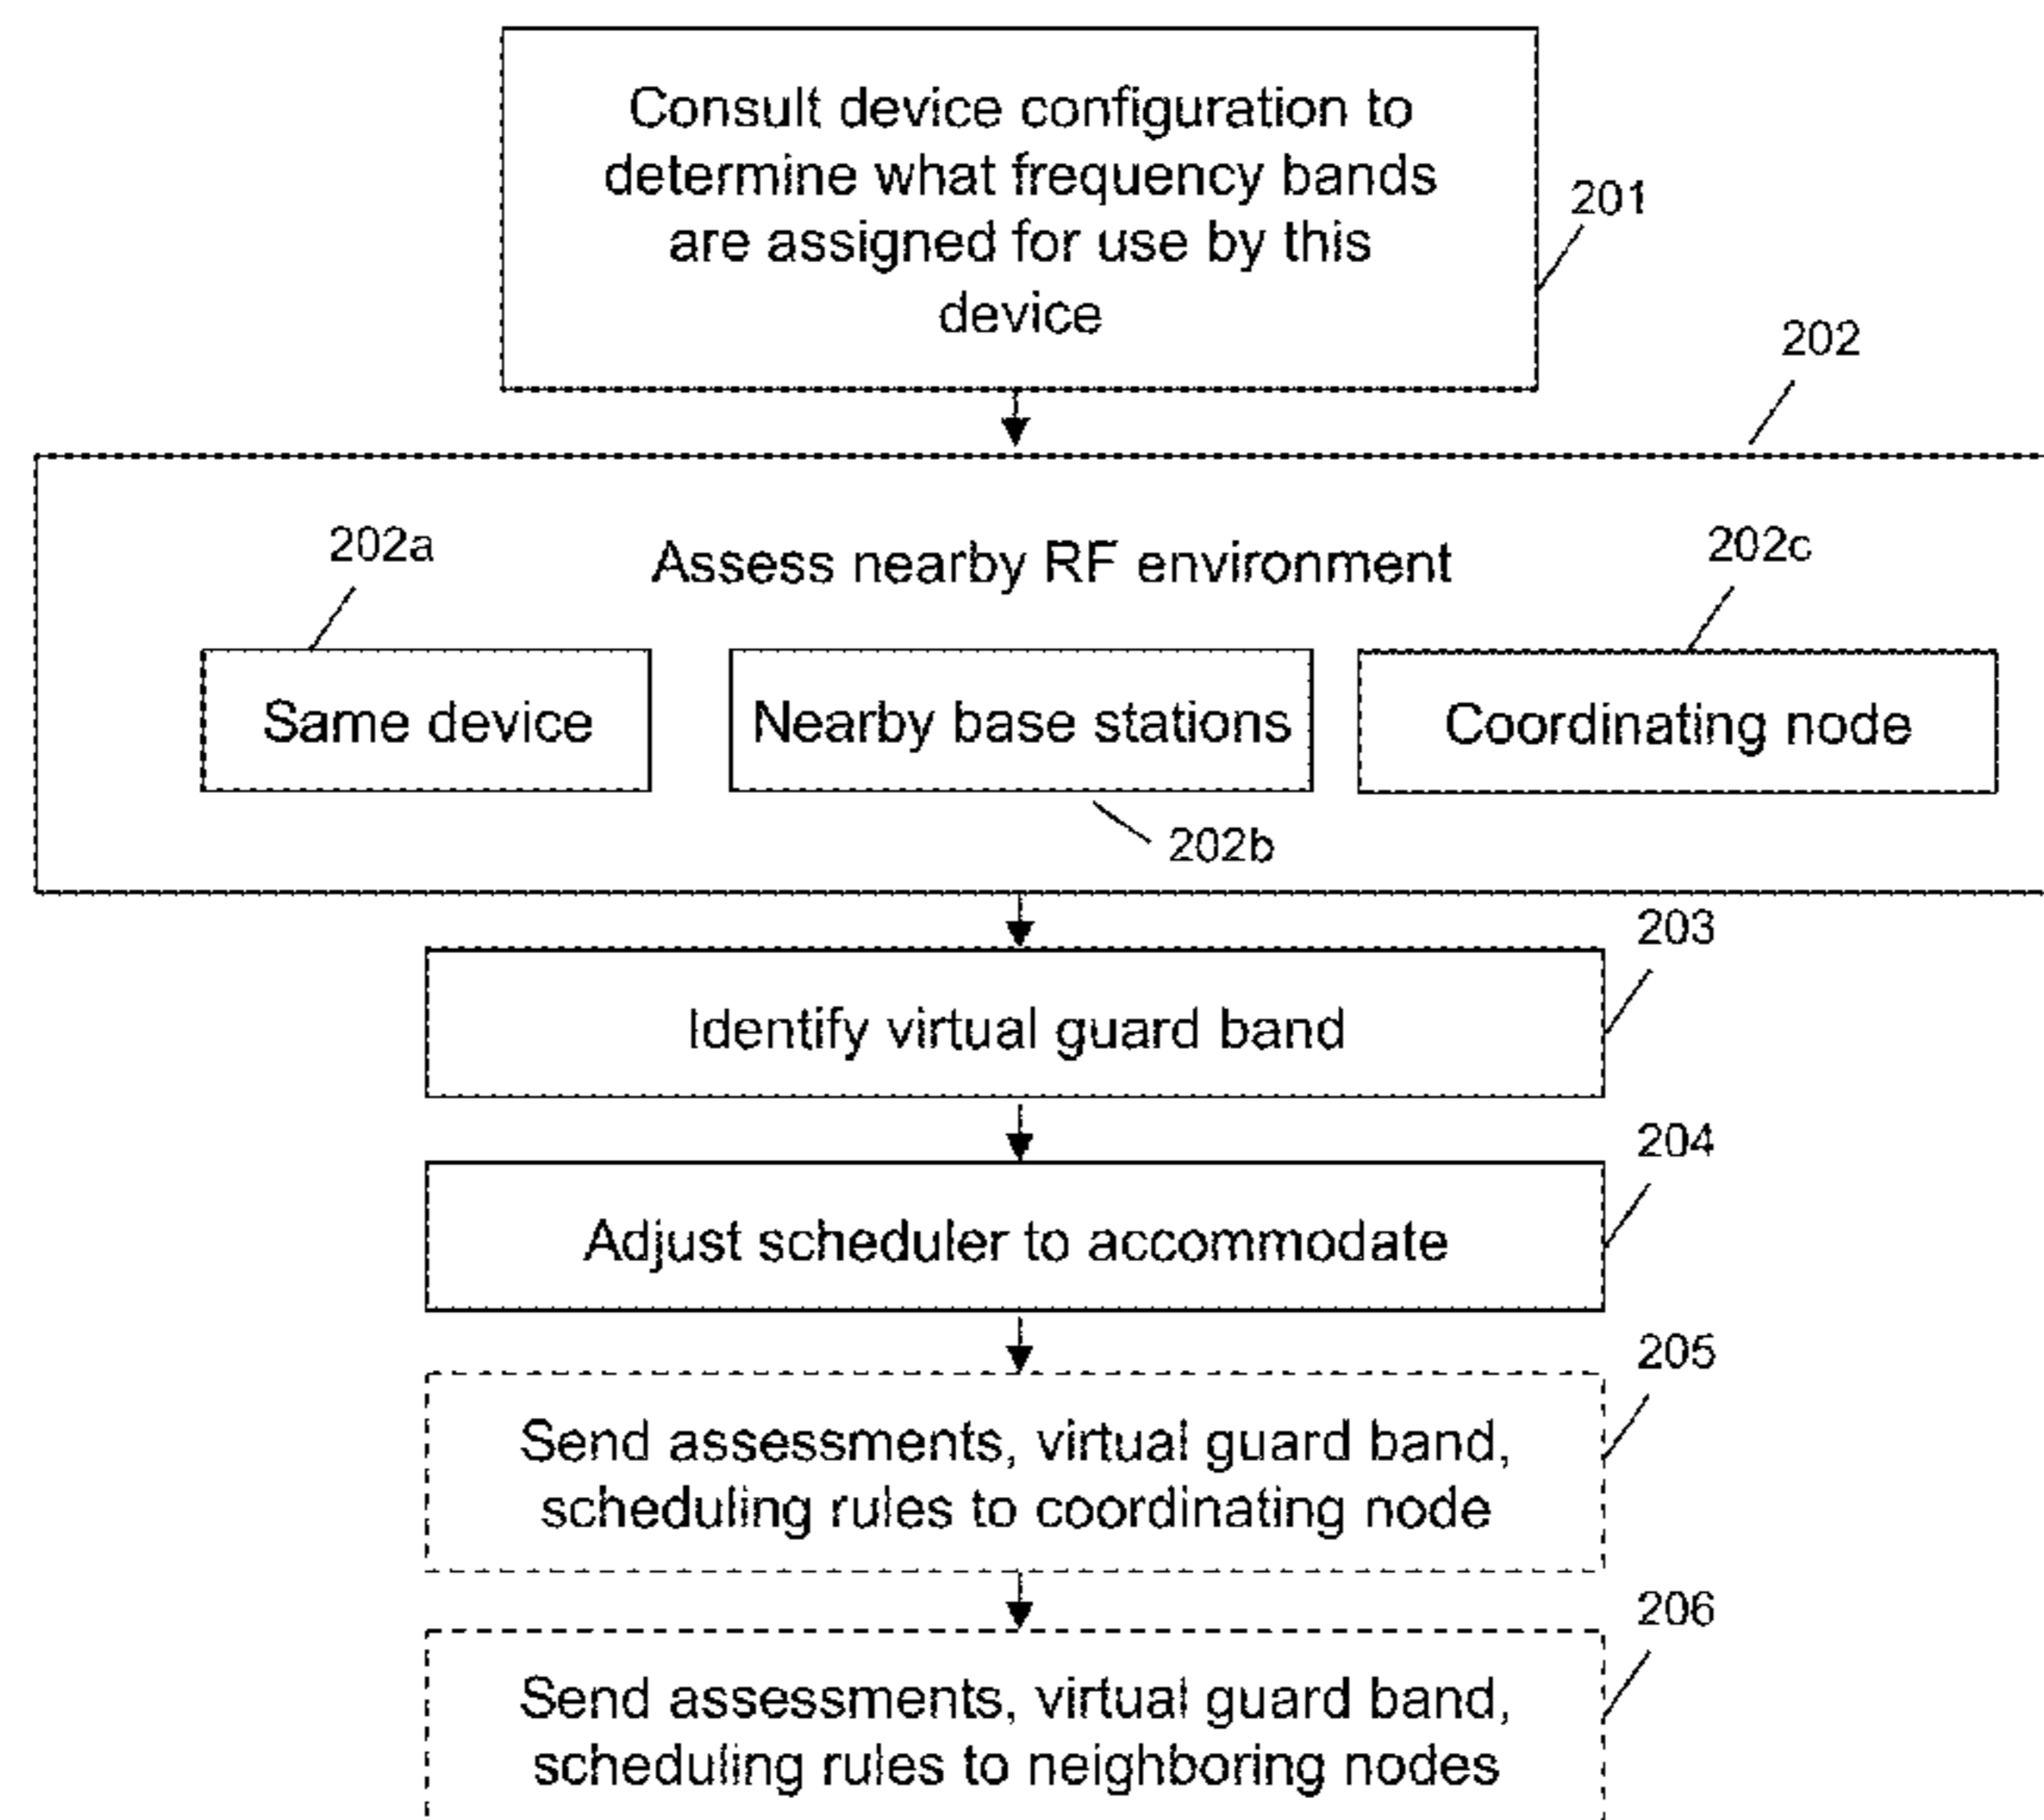 Consult device configuration to
determine what frequency bands
are assigned for use by this
device
201
202
202a
Assess nearby RF environment
202c
Same device
Nearby base stations
Coordinating node
202b
203
Identify virtual guard band
204
Adjust scheduler to accommodate
205
Send assessments, virtual guard band,
scheduling rules to coordinating node
206
Send assessments, virtual guard band,
scheduling rules to neighboring nodes